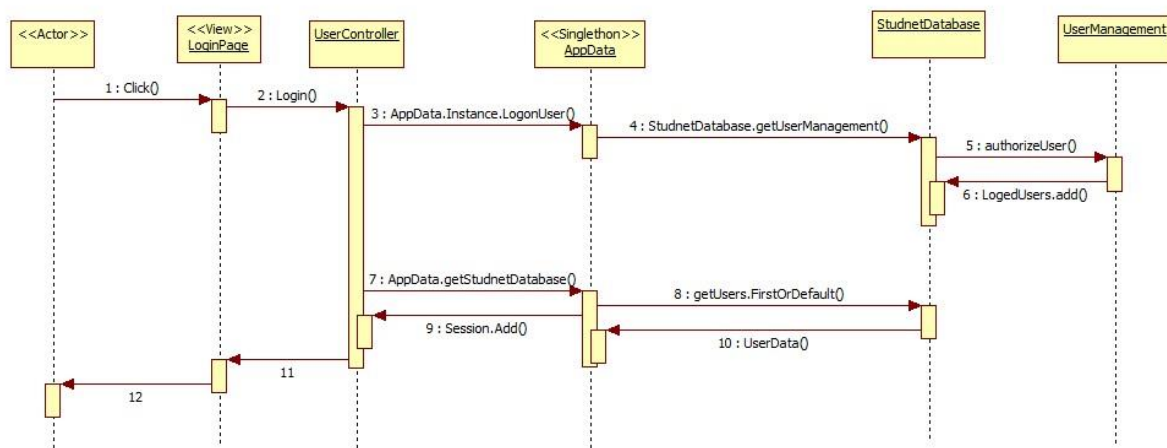 <<Actor>>
<<View>>
LoginPage
UserController
<<Singlethon>>
AppData
StudnetDatabase
UserManagement
1 : Click()
2 : Login()
3 : AppData.Instance.LogonUser()
4 : StudnetDatabase.getUserManagement()
5 : authorizeUser()
6 : LogedUsers.add()
7 : AppData.getStudnetDatabase()
8 : getUsers.FirstOrDefault()
9 : Session.Add()
10 : UserData()
11
12